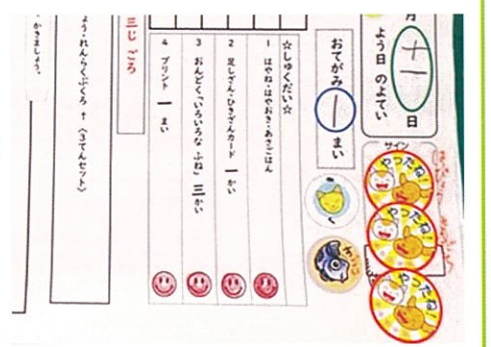 月十一日
よう日 のよてい
サイン
やったね!
やったね!
やったね!
おてがみ 一 まい
☆しゅくだい☆
1 はやね・はやおき・あさごはん
2 足しざん・ひきざんカード 一 かい
3 おんどく「いろいろな ふね」 三 かい
4 プリント 一 まい
三じ ごろ
ょう・れんらくぶくろ ↑ 〈3てんセット〉
かきましょう。